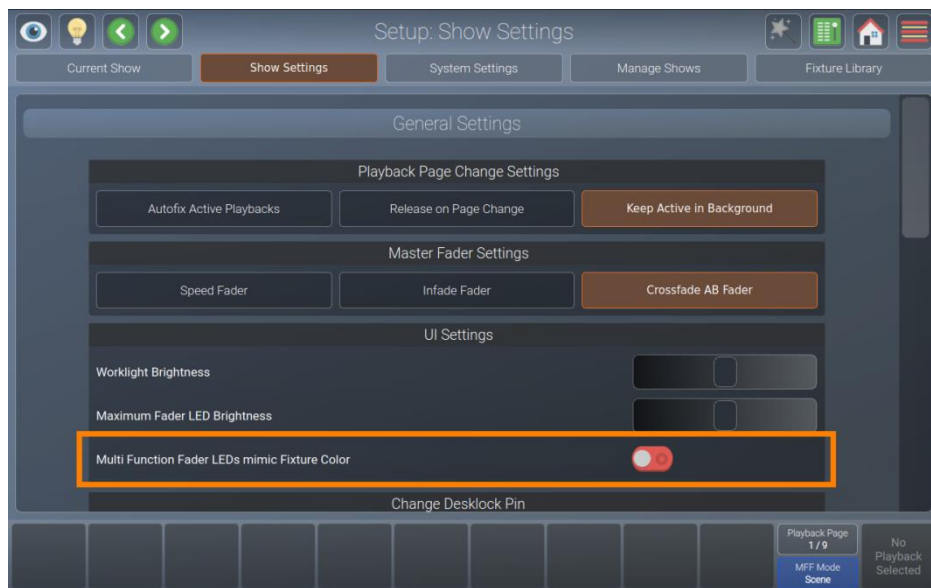 Setup: Show Settings
Current Show
Show Settings
System Settings
Manage Shows
Fixture Library
General Settings
Playback Page Change Settings
Autofix Active Playbacks
Release on Page Change
Keep Active in Background
Master Fader Settings
Speed Fader
Infade Fader
Crossfade AB Fader
UI Settings
Worklight Brightness
Maximum Fader LED Brightness
Multi Function Fader LEDs mimic Fixture Color
Change Desklock Pin
Playback Page
1 / 9
MFF Mode
Scene
No
Playback
Selected